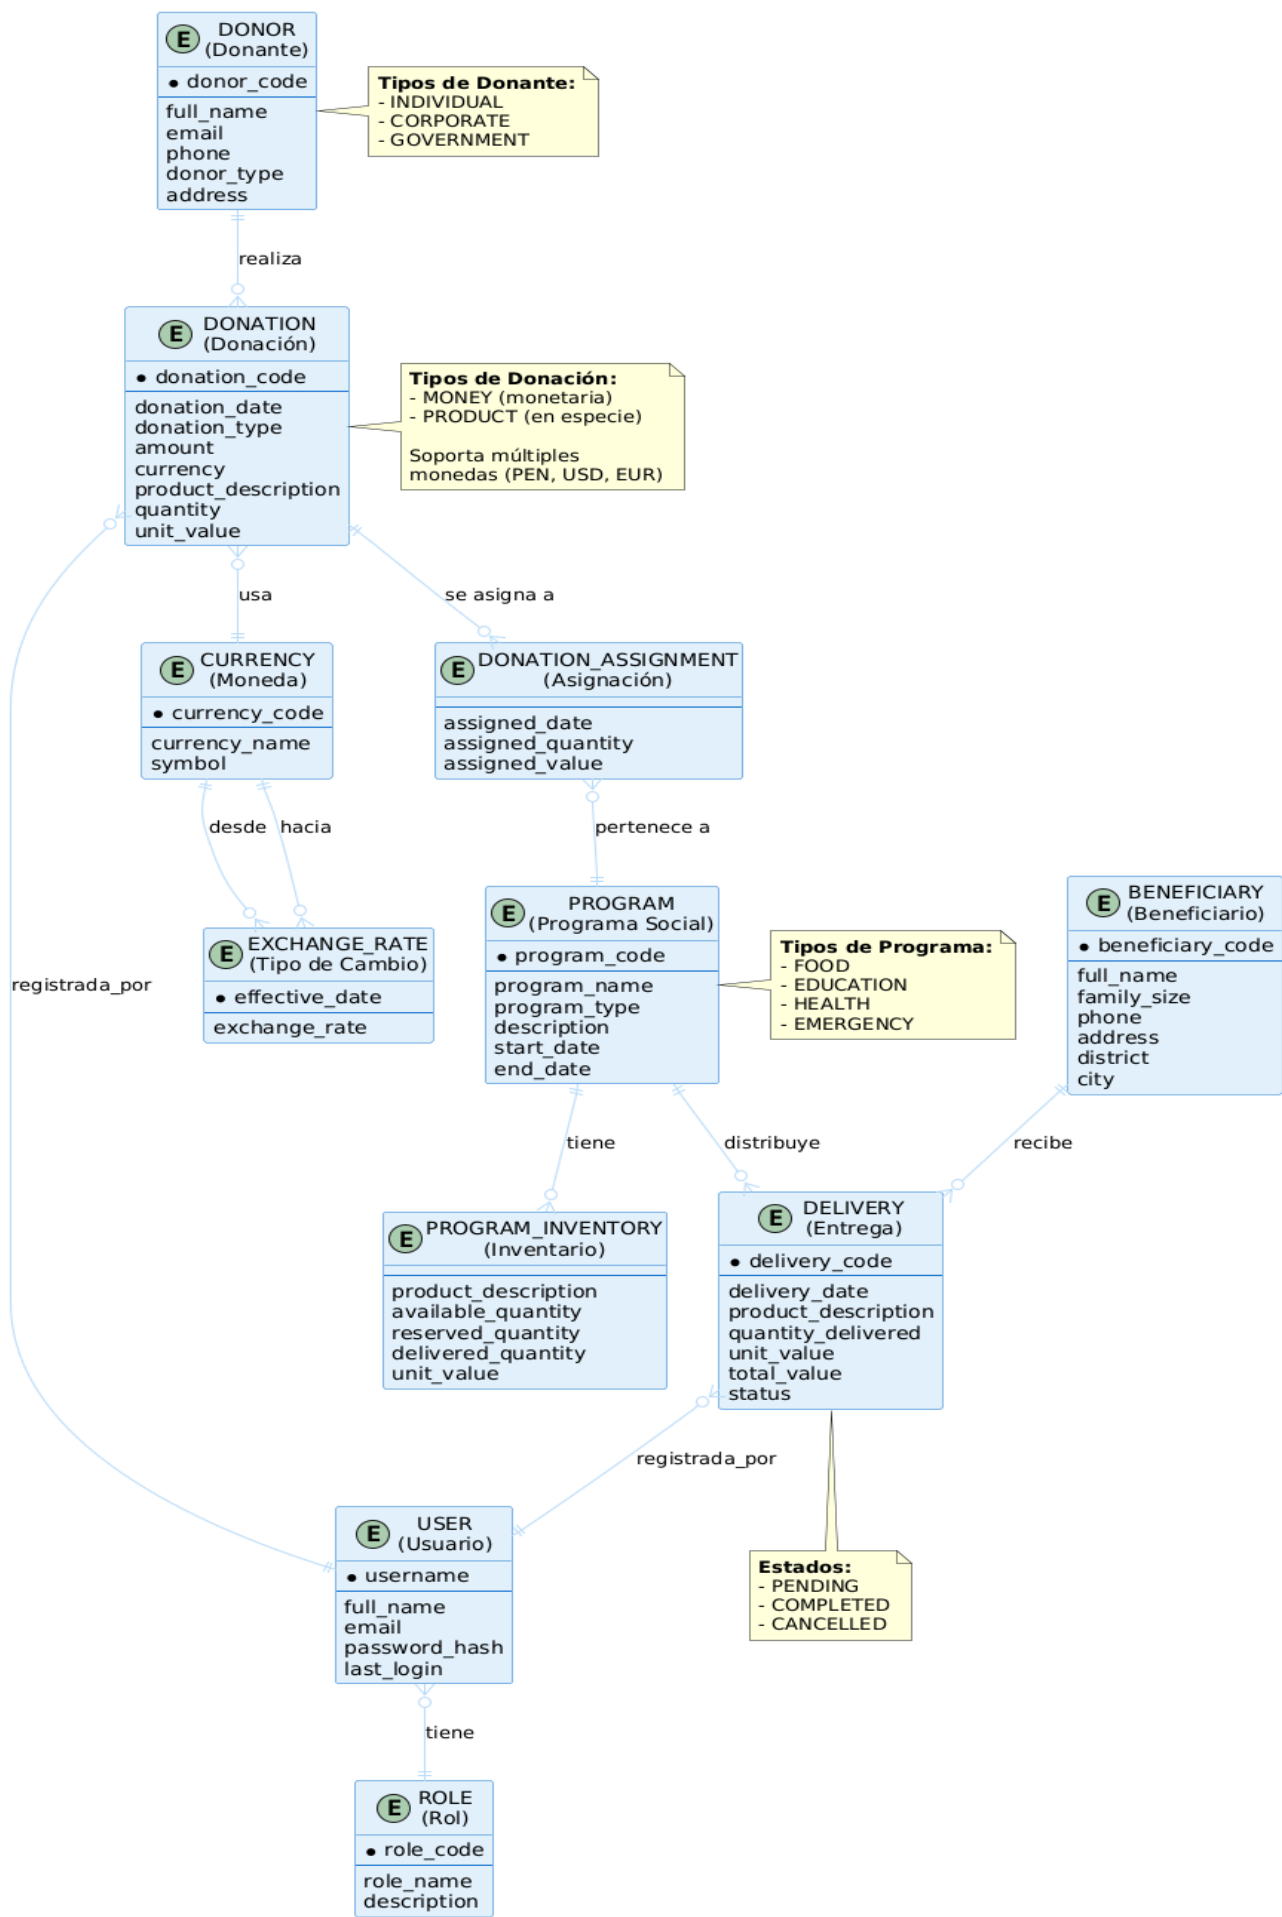 E
DONOR
(Donante)
donor_code
full_name
email
phone
donor_type
address
Tipos de Donante:
- INDIVIDUAL
- CORPORATE
- GOVERNMENT
realiza
E
DONATION
(Donación)
donation_code
donation_date
donation_type
amount
currency
product_description
quantity
unit_value
Tipos de Donación:
- MONEY (monetaria)
- PRODUCT (en especie)
Soporta múltiples
monedas (PEN, USD, EUR)
usa
se asigna a
E
CURRENCY
(Moneda)
currency_code
currency_name
symbol
E
DONATION_ASSIGNMENT
(Asignación)
assigned_date
assigned_quantity
assigned_value
desde
hacia
pertenece a
E
EXCHANGE_RATE
(Tipo de Cambio)
effective_date
exchange_rate
registrada_por
E
PROGRAM
(Programa Social)
program_code
program_name
program_type
description
start_date
end_date
Tipos de Programa:
- FOOD
- EDUCATION
- HEALTH
- EMERGENCY
E
BENEFICIARY
(Beneficiario)
beneficiary_code
full_name
family_size
phone
address
district
city
tiene
distribuye
recibe
E
PROGRAM_INVENTORY
(Inventario)
product_description
available_quantity
reserved_quantity
delivered_quantity
unit_value
E
DELIVERY
(Entrega)
delivery_code
delivery_date
product_description
quantity_delivered
unit_value
total_value
status
registrada_por
E
USER
(Usuario)
username
full_name
email
password_hash
last_login
Estados:
- PENDING
- COMPLETED
- CANCELLED
tiene
E
ROLE
(Rol)
role_code
role_name
description